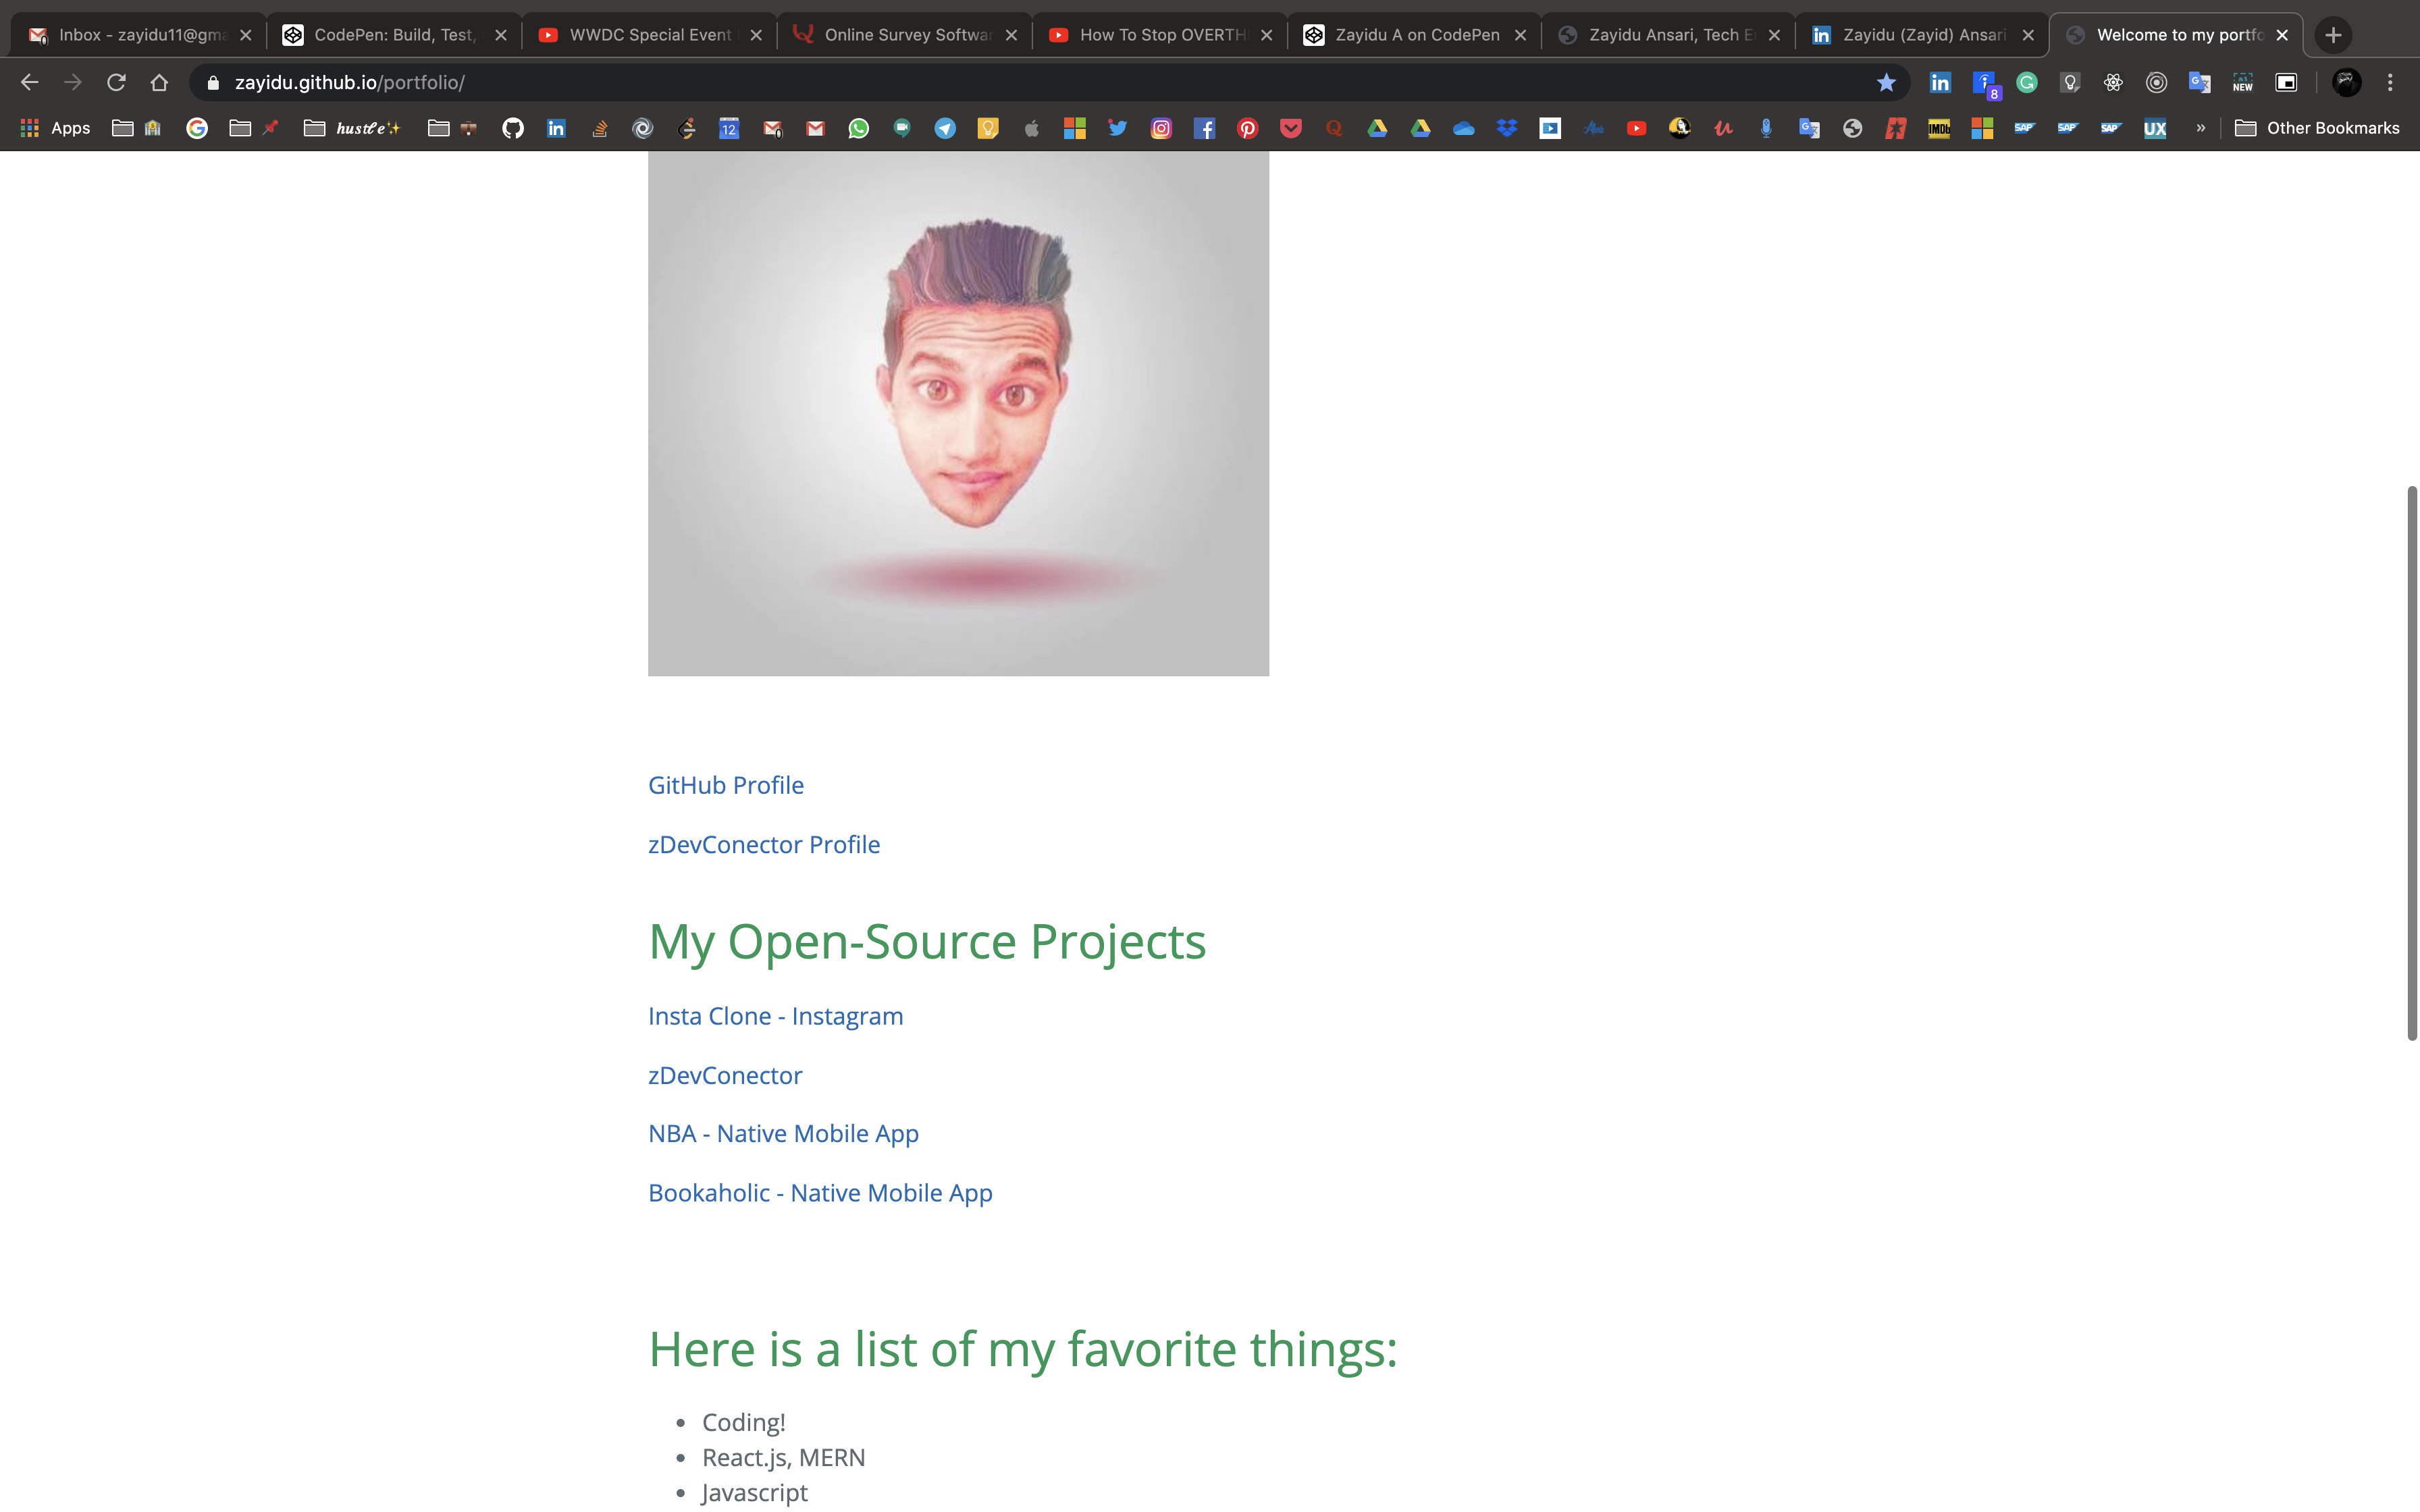 Inbox - zayidu11@gma
CodePen: Build, Test,
WWDC Special Event
Online Survey Softwar
How To Stop OVERTH
Zayidu A on CodePen
Zayidu Ansari, Tech E
Zayidu (Zayid) Ansari
Welcome to my portfo
zayidu.github.io/portfolio/
8
NEW
Apps
hustle✨
12
IMDb
SAP
SAP
SAP
UX
»
Other Bookmarks
GitHub Profile
zDevConector Profile
My Open-Source Projects
Insta Clone - Instagram
zDevConector
NBA - Native Mobile App
Bookaholic - Native Mobile App
Here is a list of my favorite things:
• Coding!
• React.js, MERN
• Javascript